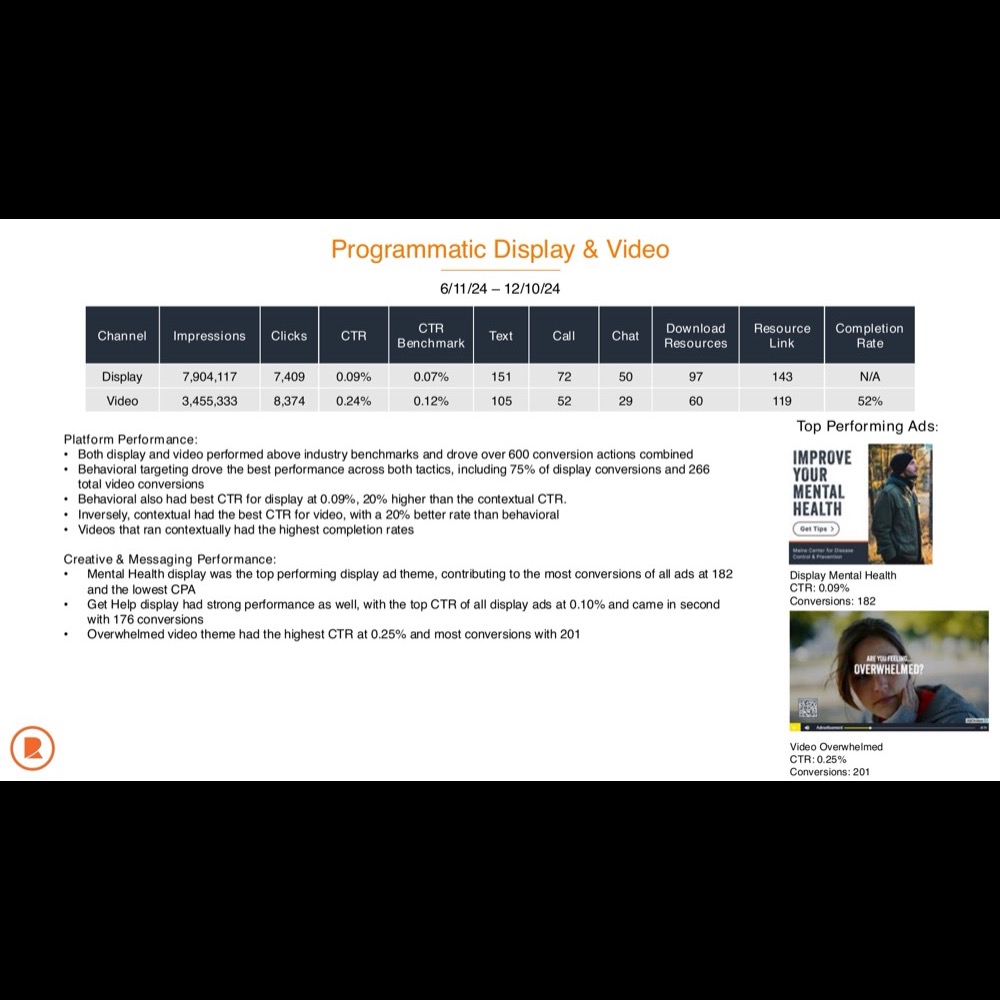 Programmatic Display & Video
6/11/24 – 12/10/24
Channel Impressions Clicks CTR CTR Benchmark Text Call Chat Download Resources Resource Link Completion Rate
Display 7,904,117 7,409 0.09% 0.07% 151 72 50 97 143 N/A
Video 3,455,333 8,374 0.24% 0.12% 105 52 29 60 119 52%
Platform Performance:
• Both display and video performed above industry benchmarks and drove over 600 conversion actions combined
• Behavioral targeting drove the best performance across both tactics, including 75% of display conversions and 266
total video conversions
• Behavioral also had best CTR for display at 0.09%, 20% higher than the contextual CTR.
• Inversely, contextual had the best CTR for video, with a 20% better rate than behavioral
• Videos that ran contextually had the highest completion rates
Creative & Messaging Performance:
• Mental Health display was the top performing display ad theme, contributing to the most conversions of all ads at 182
and the lowest CPA
• Get Help display had strong performance as well, with the top CTR of all display ads at 0.10% and came in second
with 176 conversions
• Overwhelmed video theme had the highest CTR at 0.25% and most conversions with 201
Top Performing Ads:
IMPROVE
YOUR
MENTAL
HEALTH
Get Tips >
Maine Center for Disease
Control & Prevention
Display Mental Health
CTR: 0.09%
Conversions: 182
ARE YOU FEELING...
OVERWHELMED?
Advertisement
Video Overwhelmed
CTR: 0.25%
Conversions: 201